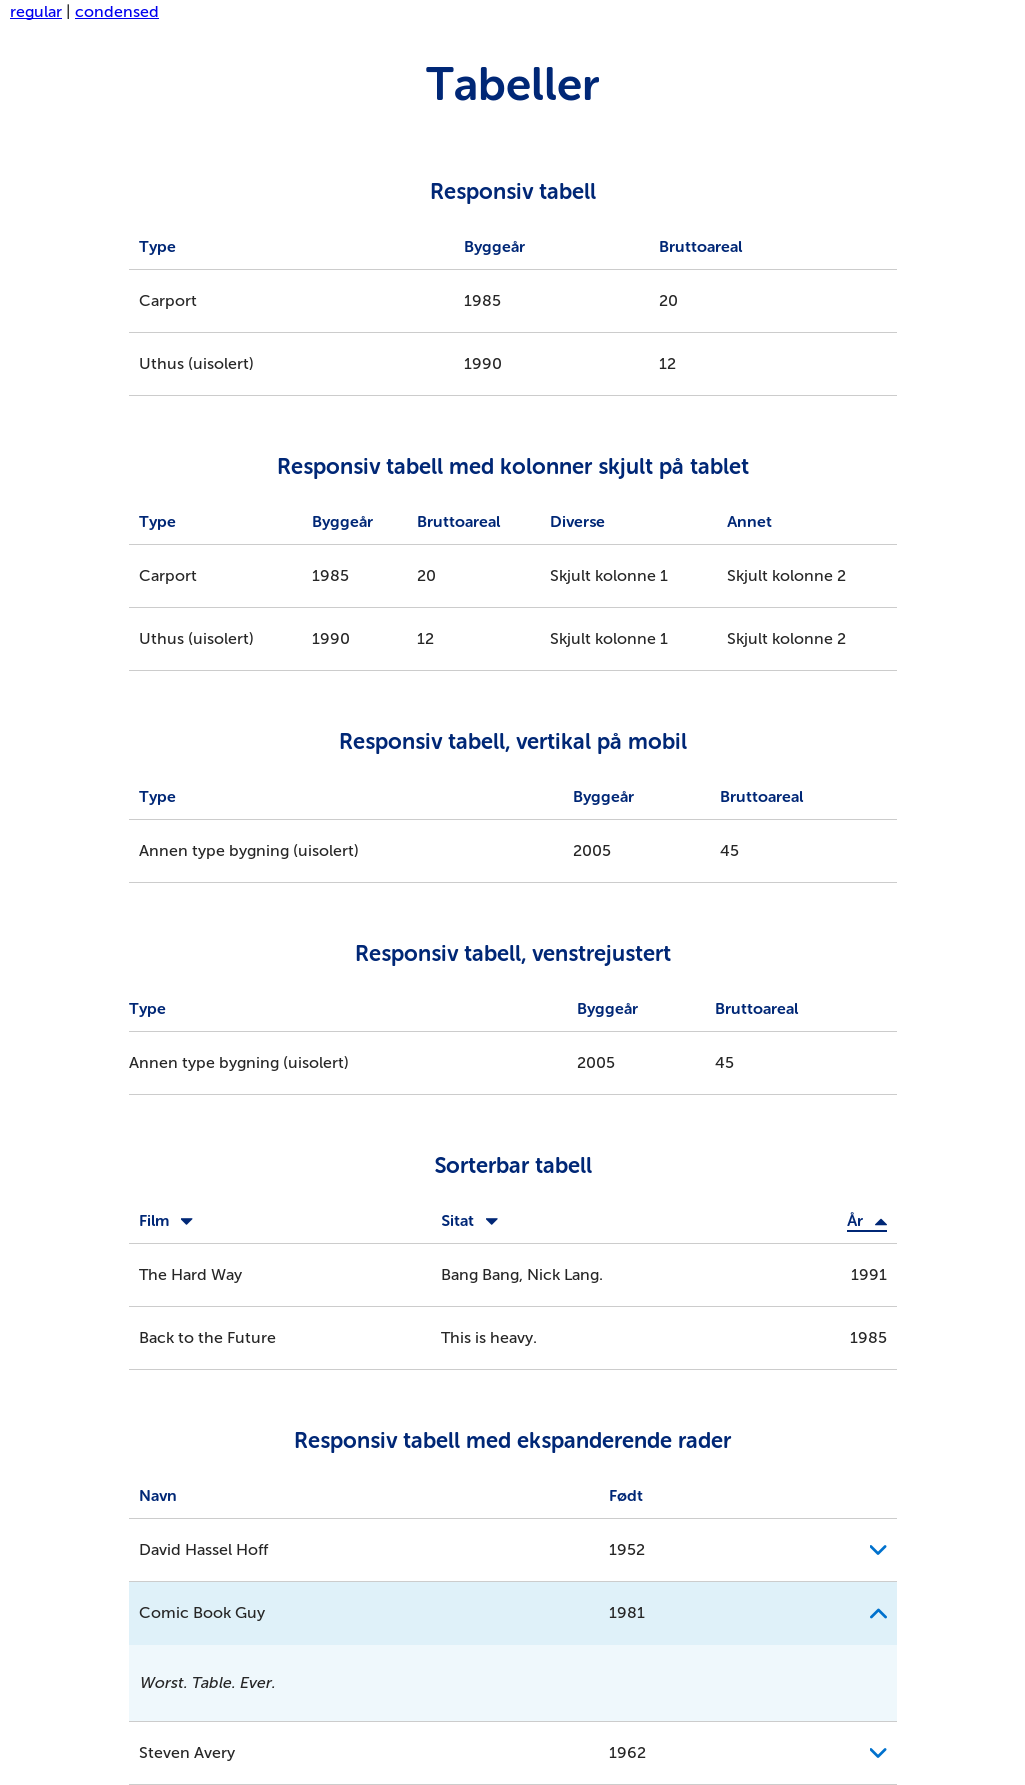 regular | condensed
Tabeller
Responsiv tabell
Type Byggeår Bruttoareal
Carport 1985 20
Uthus (uisolert) 1990 12
Responsiv tabell med kolonner skjult på tablet
Type Byggeår Bruttoareal Diverse Annet
Carport 1985 20 Skjult kolonne 1 Skjult kolonne 2
Uthus (uisolert) 1990 12 Skjult kolonne 1 Skjult kolonne 2
Responsiv tabell, vertikal på mobil
Type Byggeår Bruttoareal
Annen type bygning (uisolert) 2005 45
Responsiv tabell, venstrejustert
Type Byggeår Bruttoareal
Annen type bygning (uisolert) 2005 45
Sorterbar tabell
Film Sitat År
The Hard Way Bang Bang, Nick Lang. 1991
Back to the Future This is heavy. 1985
Responsiv tabell med ekspanderende rader
Navn Født
David Hassel Hoff 1952
Comic Book Guy 1981
Worst. Table. Ever.
Steven Avery 1962